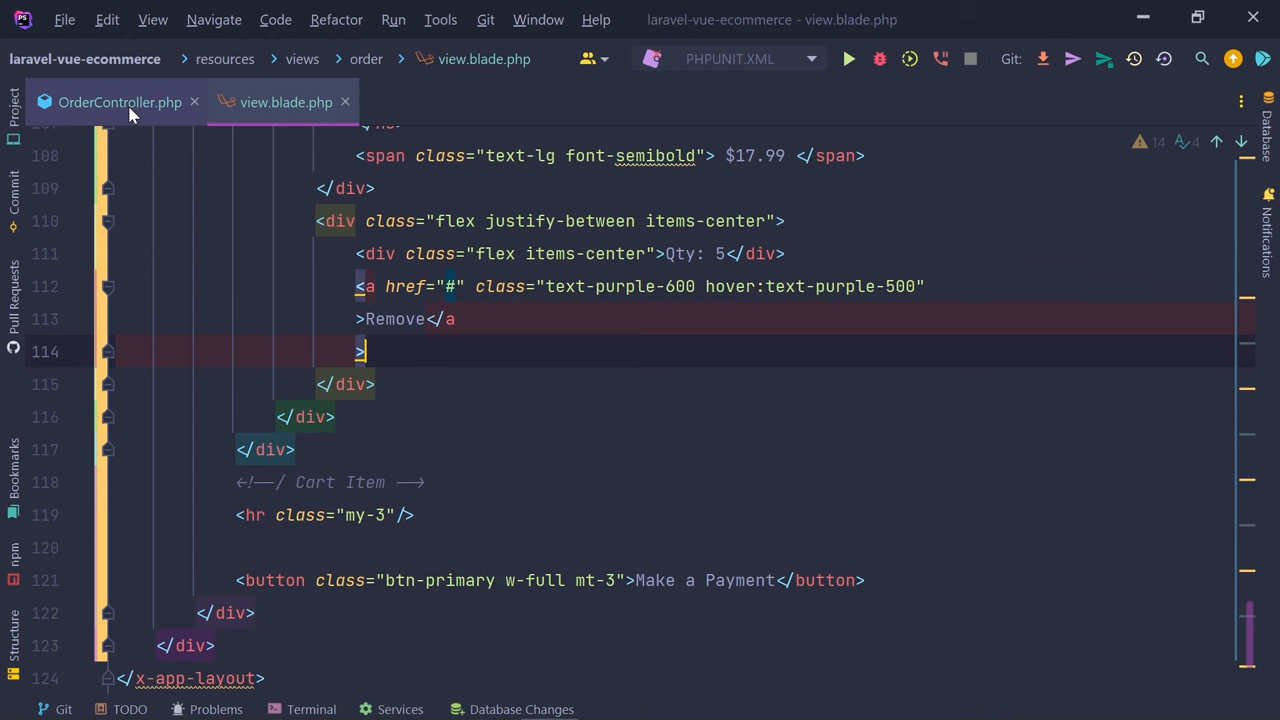 PS File Edit View Navigate Code Refactor Run Tools Git Window Help laravel-vue-ecommerce - view.blade.php
laravel-vue-ecommerce resources views order view.blade.php PHPUNIT.XML Git:
OrderController.php view.blade.php
Project
Commit
Pull Requests
Bookmarks
npm
Structure
108 <span class="text-lg font-semibold"> $17.99 </span>
109 </div>
110 <div class="flex justify-between items-center">
111 <div class="flex items-center">Qty: 5</div>
112 <a href="#" class="text-purple-600 hover:text-purple-500"
113 >Remove</a
114 >
115 </div>
116 </div>
117 </div>
118 <!--/ Cart Item -->
119 <hr class="my-3"/>
120
121 <button class="btn-primary w-full mt-3">Make a Payment</button>
122 </div>
123 </div>
124 </x-app-layout>
14 4
Database
Notifications
Git TODO Problems Terminal Services Database Changes